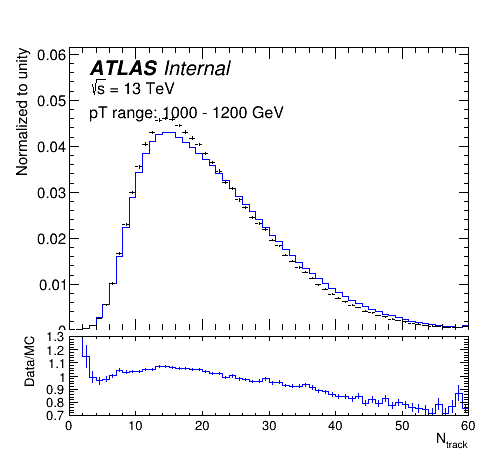 ATLAS Internal
√s = 13 TeV
pT range: 1000 - 1200 GeV
Normalized to unity
0.06
0.05
0.04
0.03
0.02
0.01
0
Data/MC
1.3
1.2
1.1
1
0.9
0.8
0.7
0 10 20 30 40 50 60
N_track